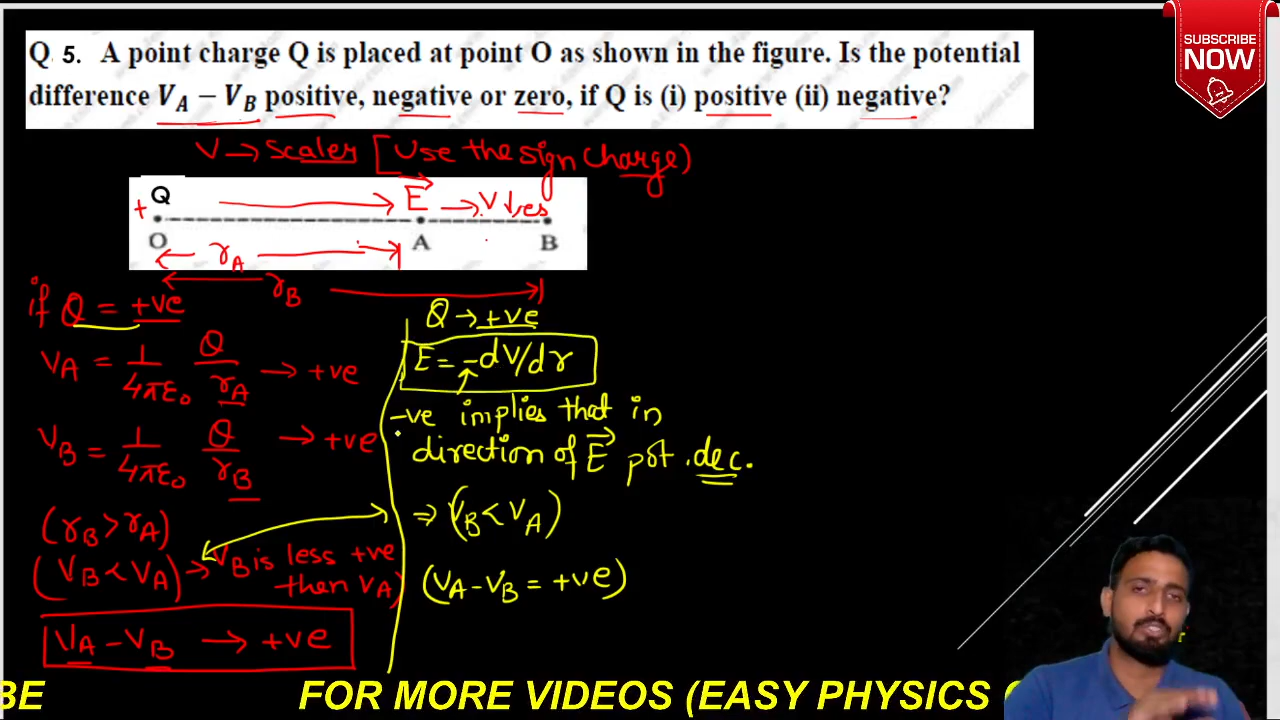 SUBSCRIBE
NOW
Q 5. A point charge Q is placed at point O as shown in the figure. Is the potential
difference V_A − V_B positive, negative or zero, if Q is (i) positive (ii) negative?
V → Scaler [Use the sign charge)
+ Q E → V↓res
O A B
r_A
r_B
if Q = +ve
V_A = 1/4πε₀ Q/r_A → +ve
V_B = 1/4πε₀ Q/r_B → +ve
(r_B > r_A)
(V_B < V_A) → V_B is less +ve
then V_A)
V_A - V_B → +ve
Q → +ve
E = -dV/dr
-ve implies that in
direction of E pot. dec.
⇒ (V_B < V_A)
(V_A - V_B = +ve)
BE FOR MORE VIDEOS (EASY PHYSICS